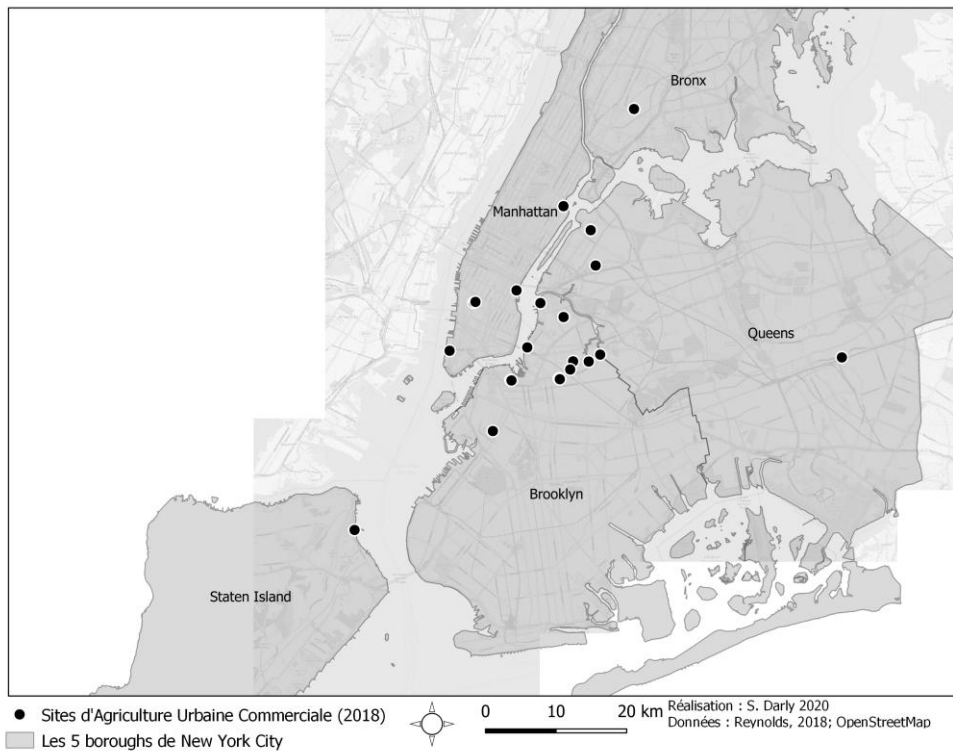 Bronx
Manhattan
Queens
Brooklyn
Staten Island
Sites d'Agriculture Urbaine Commerciale (2018)
Les 5 boroughs de New York City
0 10 20 km
Réalisation : S. Darly 2020
Données : Reynolds, 2018; OpenStreetMap